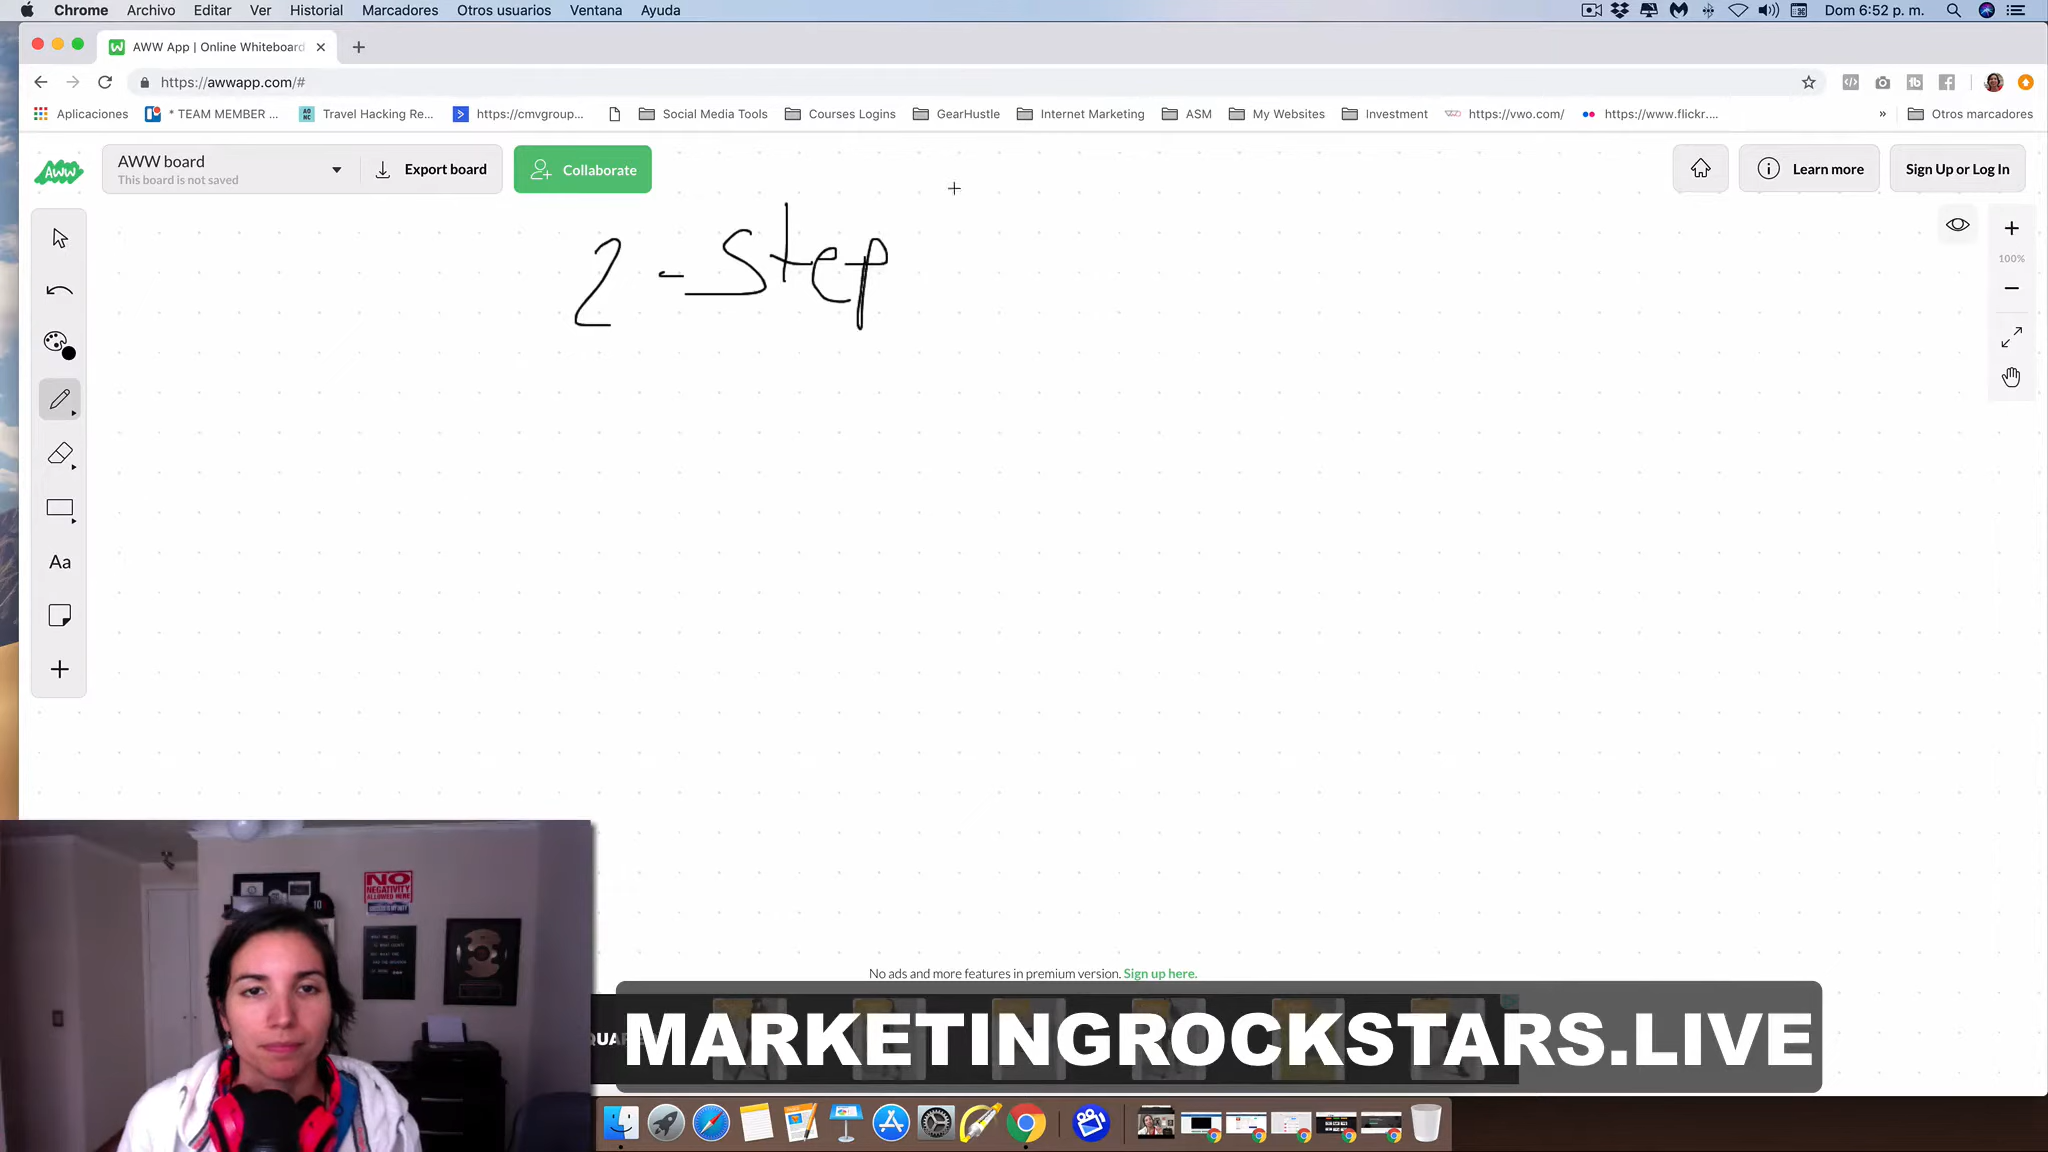 Chrome Archivo Editar Ver Historial Marcadores Otros usuarios Ventana Ayuda Dom 6:52 p. m.
AWW App | Online Whiteboard
https://awwapp.com/#
Aplicaciones * TEAM MEMBER ... Travel Hacking Re... https://cmvgroup... Social Media Tools Courses Logins GearHustle Internet Marketing ASM My Websites Investment https://vwo.com/ https://www.flickr.... » Otros marcadores
AWW
AWW board
This board is not saved
Export board
Collaborate
Learn more
Sign Up or Log In
2-Step
100%
Aa
NO
NEGATIVITY
ALLOWED HERE
No ads and more features in premium version. Sign up here.
MARKETINGROCKSTARS.LIVE